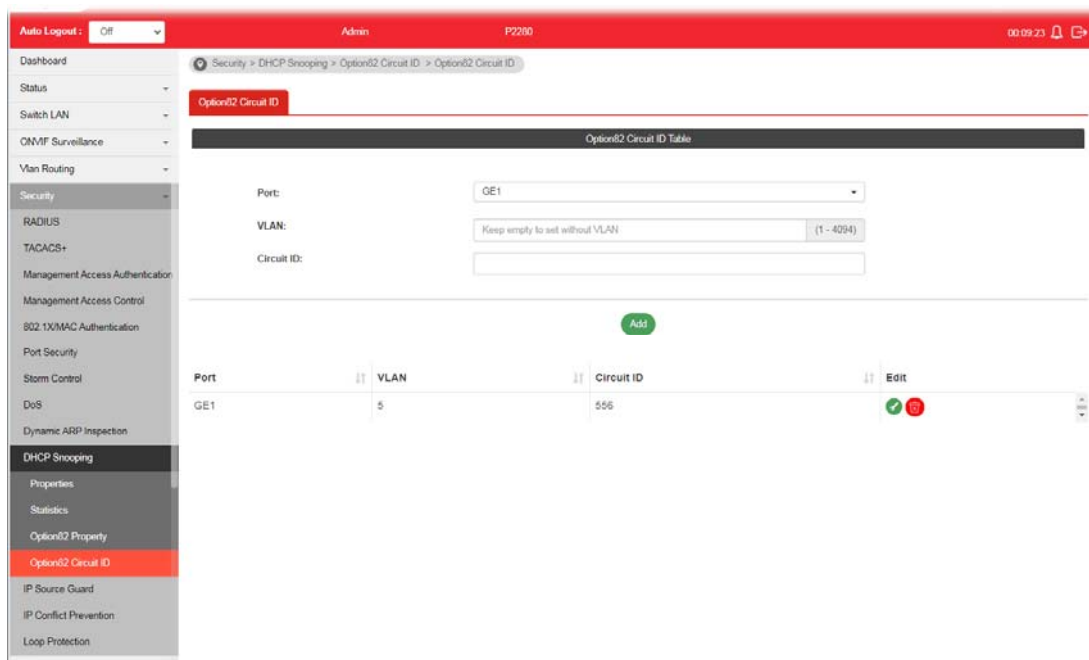 Auto Logout : Off Admin P2280 00:09:23
Dashboard
Status
Switch LAN
ONVIF Surveillance
Vlan Routing
Security
RADIUS
TACACS+
Management Access Authentication
Management Access Control
802.1X/MAC Authentication
Port Security
Storm Control
DoS
Dynamic ARP Inspection
DHCP Snooping
Properties
Statistics
Option82 Property
Option82 Circuit ID
IP Source Guard
IP Conflict Prevention
Loop Protection
Security > DHCP Snooping > Option82 Circuit ID > Option82 Circuit ID
Option82 Circuit ID
Option82 Circuit ID Table
Port: GE1
VLAN: Keep empty to set without VLAN (1 - 4094)
Circuit ID:
Add
Port VLAN Circuit ID Edit
GE1 5 556